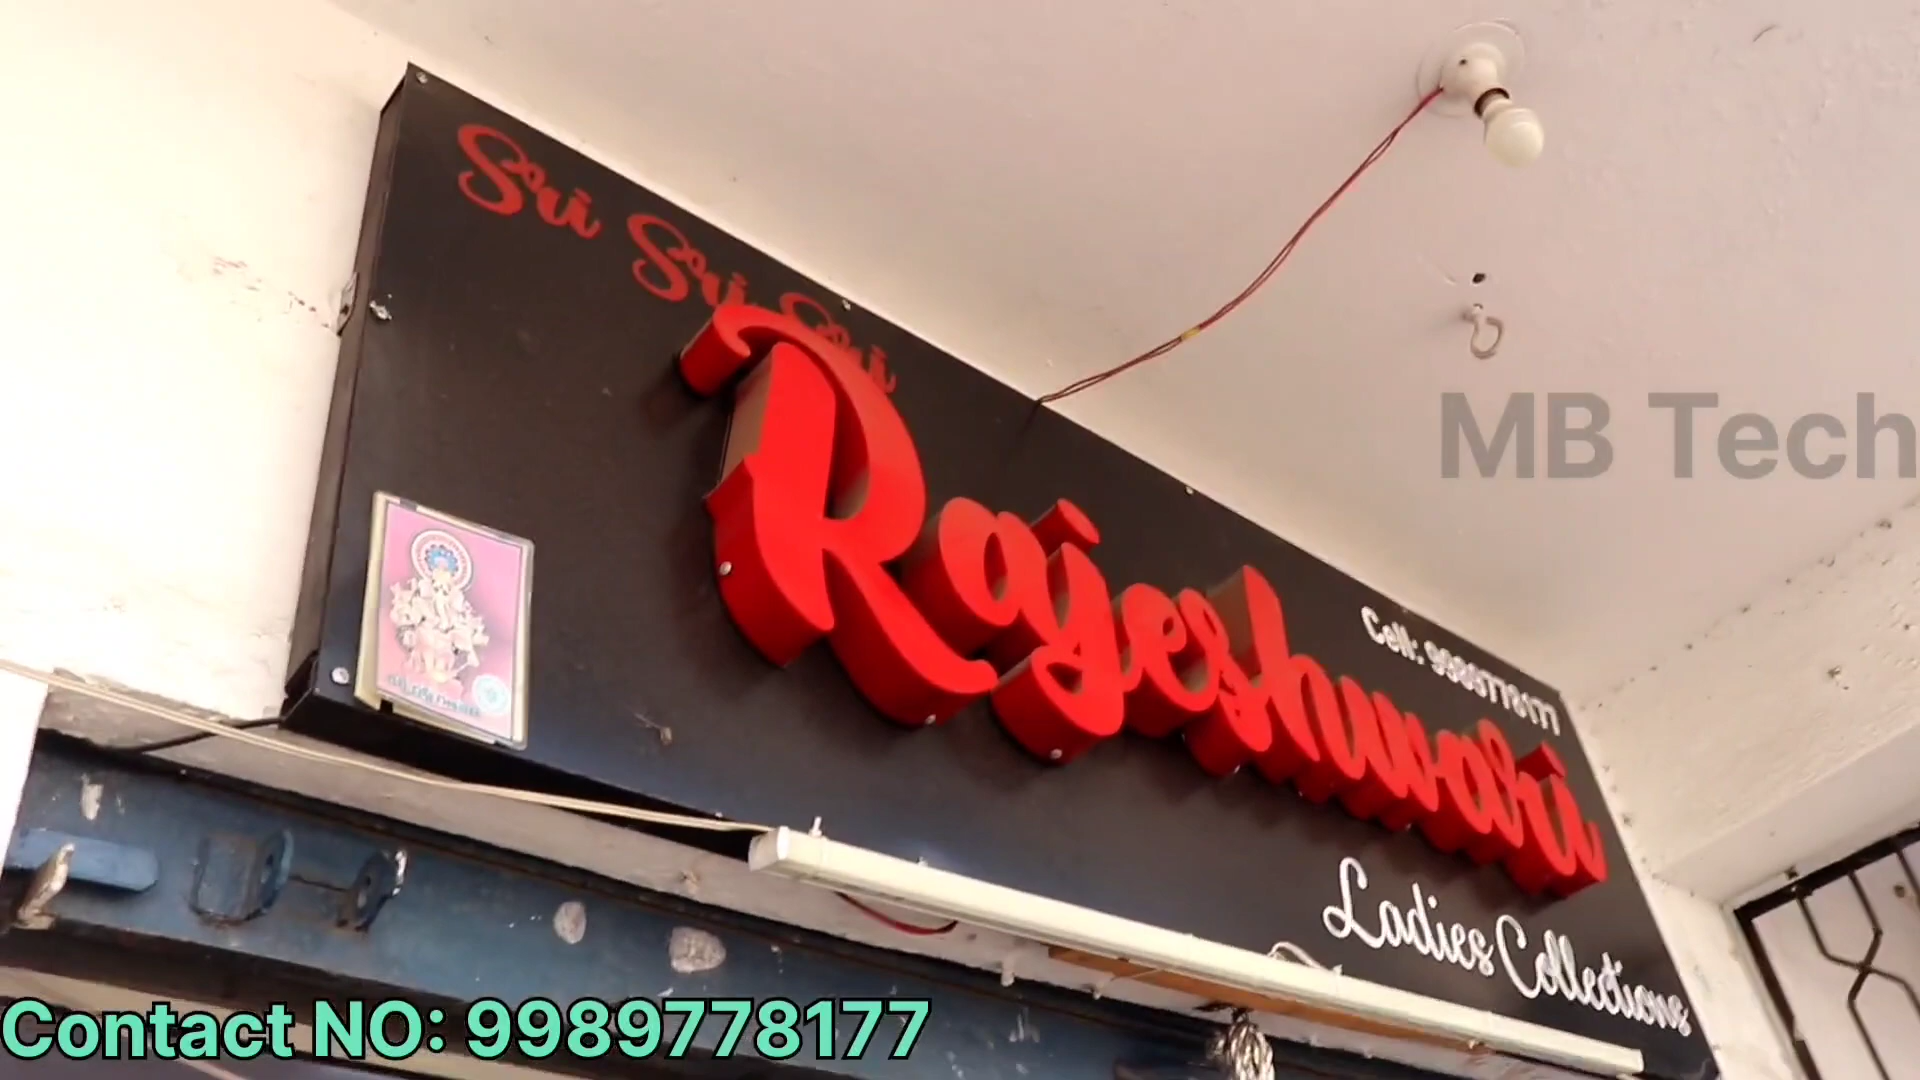 Sri Sri Sri
Rajeshwari
Cell: 9989778177
Ladies Collections
MB Tech
Contact NO: 9989778177